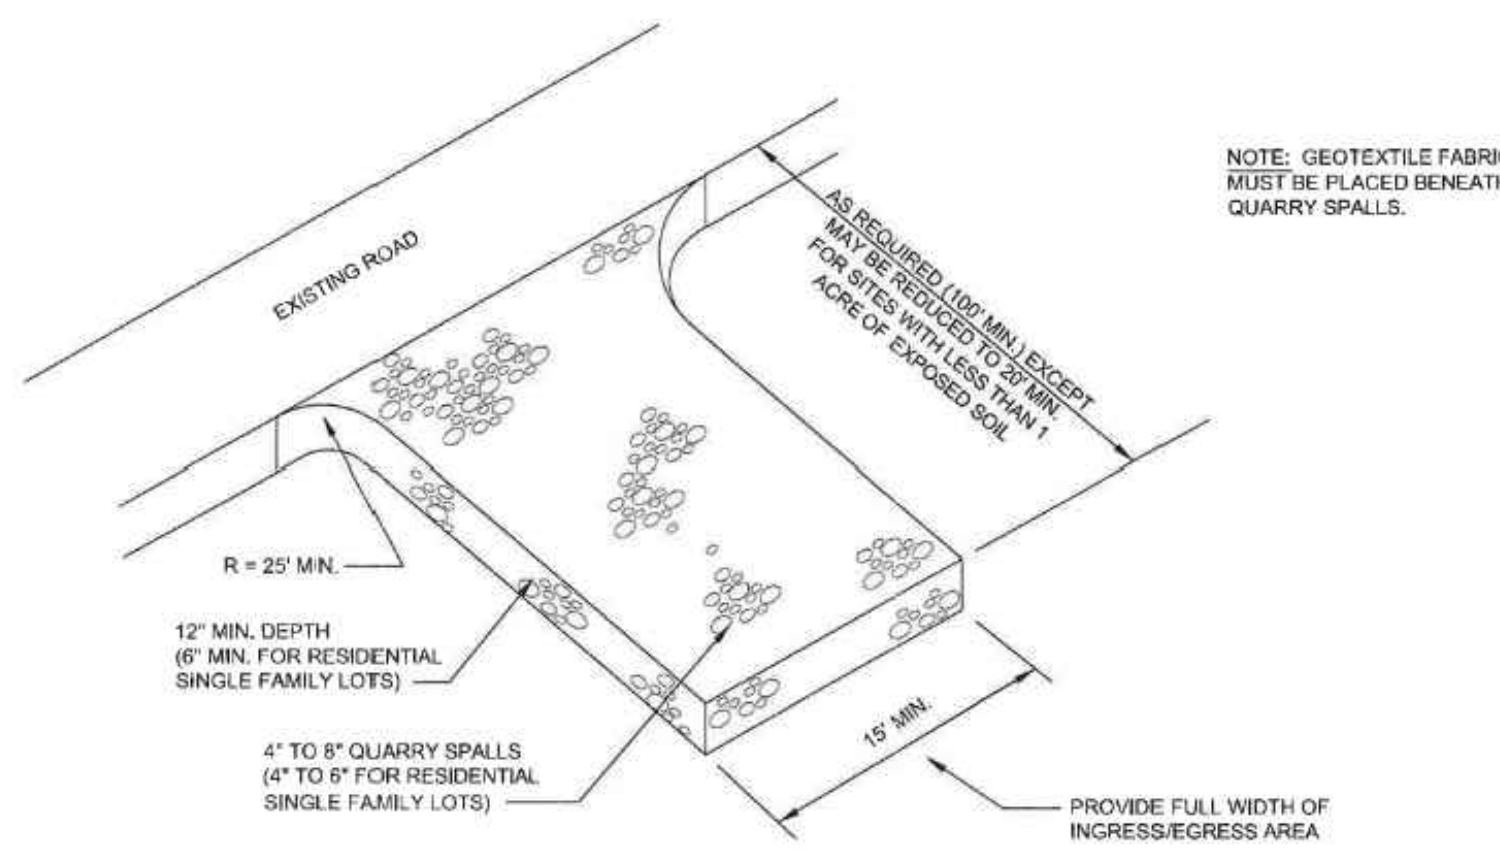 NOTE: GEOTEXTILE FABRI
MUST BE PLACED BENEAT
QUARRY SPALLS.
EXISTING ROAD
AS REQUIRED (100' MIN.) EXCEPT
MAY BE REDUCED TO 20' MIN.
FOR SITES WITH LESS THAN 1
ACRE OF EXPOSED SOIL
R = 25' MIN.
12" MIN. DEPTH
(6" MIN. FOR RESIDENTIAL
SINGLE FAMILY LOTS)
4" TO 8" QUARRY SPALLS
(4" TO 6" FOR RESIDENTIAL
SINGLE FAMILY LOTS)
15' MIN.
PROVIDE FULL WIDTH OF
INGRESS/EGRESS AREA